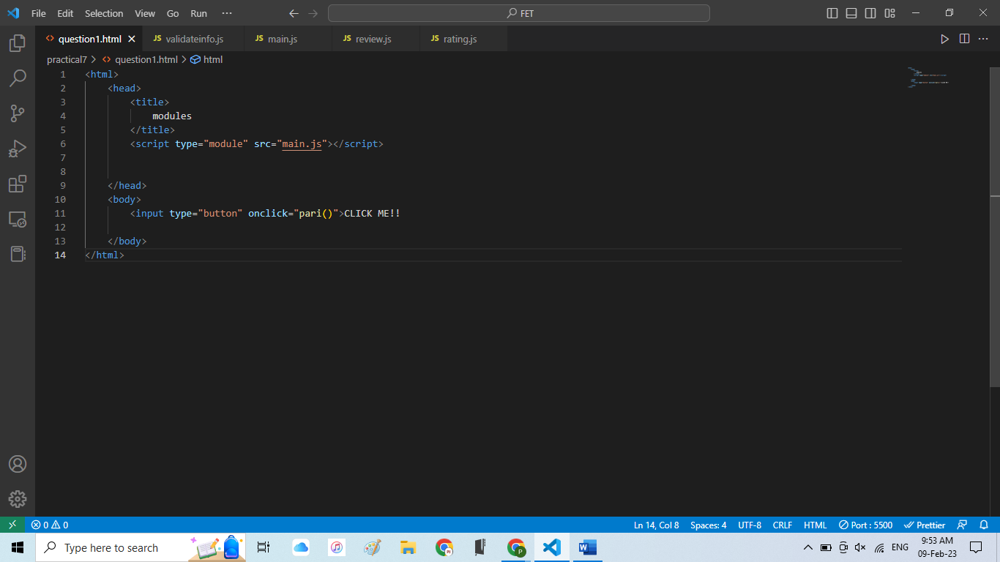 File Edit Selection View Go Run ··· FET
question1.html JS validateinfo.js JS main.js JS review.js JS rating.js
practical7 > question1.html > html
1 <html>
2 <head>
3 <title>
4 modules
5 </title>
6 <script type="module" src="main.js"></script>
7
8
9 </head>
10 <body>
11 <input type="button" onclick="pari()">CLICK ME!!
12
13 </body>
14 </html>
0 0 Ln 14, Col 8 Spaces: 4 UTF-8 CRLF HTML Port : 5500 Prettier
Type here to search ENG 9:53 AM
09-Feb-23